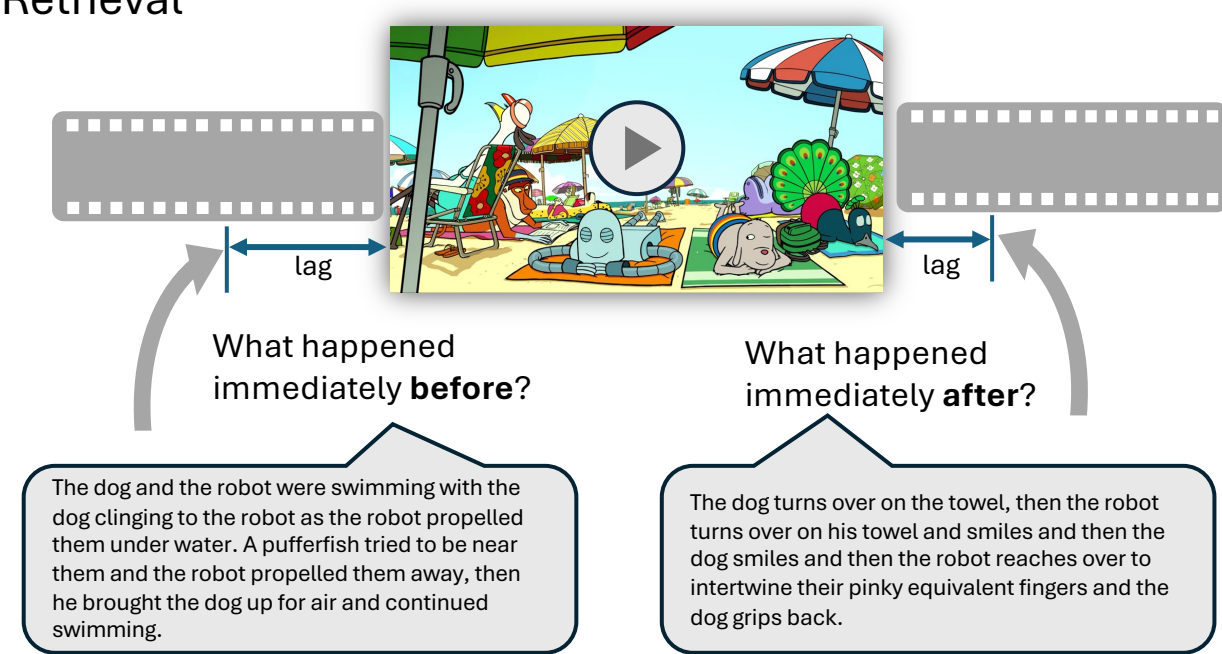 Retrieval
lag
lag
What happened
immediately before?
What happened
immediately after?
The dog and the robot were swimming with the
dog clinging to the robot as the robot propelled
them under water. A pufferfish tried to be near
them and the robot propelled them away, then
he brought the dog up for air and continued
swimming.
The dog turns over on the towel, then the robot
turns over on his towel and smiles and then the
dog smiles and then the robot reaches over to
intertwine their pinky equivalent fingers and the
dog grips back.